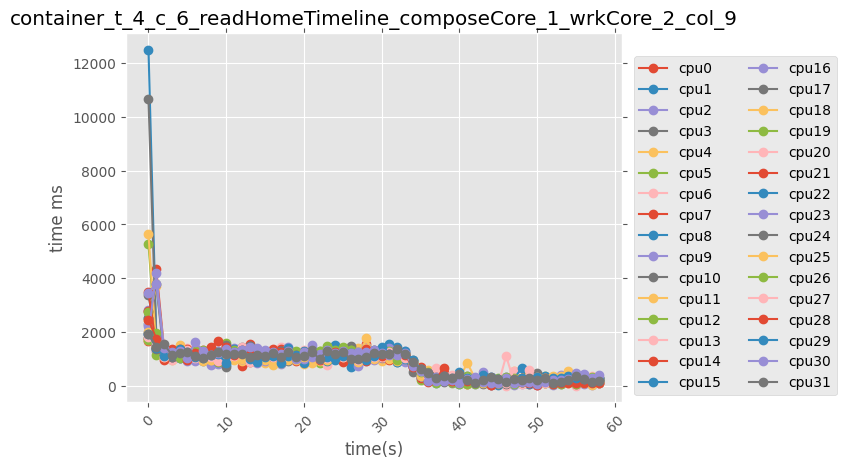 container_t_4_c_6_readHomeTimeline_composeCore_1_wrkCore_2_col_9
12000
10000
8000
6000
4000
2000
0
time ms
0
10
20
30
40
50
60
time(s)
cpu0
cpu1
cpu2
cpu3
cpu4
cpu5
cpu6
cpu7
cpu8
cpu9
cpu10
cpu11
cpu12
cpu13
cpu14
cpu15
cpu16
cpu17
cpu18
cpu19
cpu20
cpu21
cpu22
cpu23
cpu24
cpu25
cpu26
cpu27
cpu28
cpu29
cpu30
cpu31